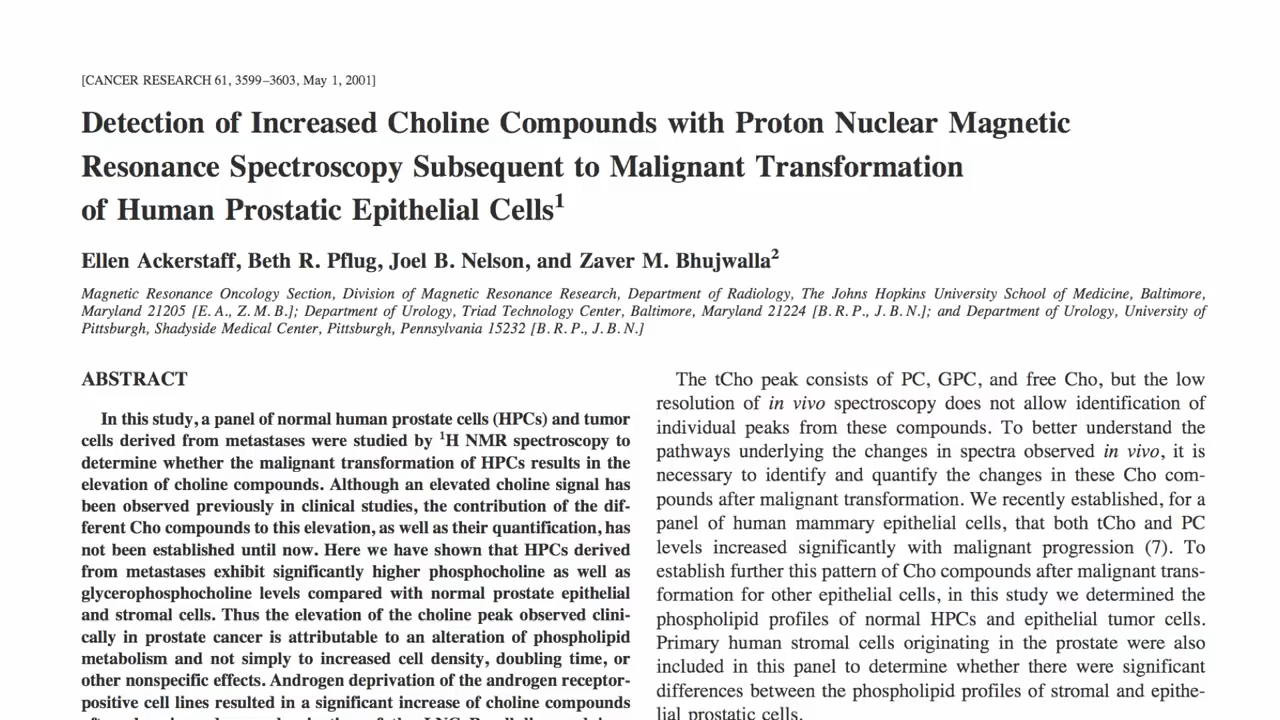 [CANCER RESEARCH 61, 3599–3603, May 1, 2001]
Detection of Increased Choline Compounds with Proton Nuclear Magnetic
Resonance Spectroscopy Subsequent to Malignant Transformation
of Human Prostatic Epithelial Cells¹
Ellen Ackerstaff, Beth R. Pflug, Joel B. Nelson, and Zaver M. Bhujwalla²
Magnetic Resonance Oncology Section, Division of Magnetic Resonance Research, Department of Radiology, The Johns Hopkins University School of Medicine, Baltimore,
Maryland 21205 [E. A., Z. M. B.]; Department of Urology, Triad Technology Center, Baltimore, Maryland 21224 [B. R. P., J. B. N.]; and Department of Urology, University of
Pittsburgh, Shadyside Medical Center, Pittsburgh, Pennsylvania 15232 [B. R. P., J. B. N.]
ABSTRACT
In this study, a panel of normal human prostate cells (HPCs) and tumor
cells derived from metastases were studied by ¹H NMR spectroscopy to
determine whether the malignant transformation of HPCs results in the
elevation of choline compounds. Although an elevated choline signal has
been observed previously in clinical studies, the contribution of the dif-
ferent Cho compounds to this elevation, as well as their quantification, has
not been established until now. Here we have shown that HPCs derived
from metastases exhibit significantly higher phosphocholine as well as
glycerophosphocholine levels compared with normal prostate epithelial
and stromal cells. Thus the elevation of the choline peak observed clini-
cally in prostate cancer is attributable to an alteration of phospholipid
metabolism and not simply to increased cell density, doubling time, or
other nonspecific effects. Androgen deprivation of the androgen receptor-
positive cell lines resulted in a significant increase of choline compounds
The tCho peak consists of PC, GPC, and free Cho, but the low
resolution of in vivo spectroscopy does not allow identification of
individual peaks from these compounds. To better understand the
pathways underlying the changes in spectra observed in vivo, it is
necessary to identify and quantify the changes in these Cho com-
pounds after malignant transformation. We recently established, for a
panel of human mammary epithelial cells, that both tCho and PC
levels increased significantly with malignant progression (7). To
establish further this pattern of Cho compounds after malignant trans-
formation for other epithelial cells, in this study we determined the
phospholipid profiles of normal HPCs and epithelial tumor cells.
Primary human stromal cells originating in the prostate were also
included in this panel to determine whether there were significant
differences between the phospholipid profiles of stromal and epithe-
lial prostatic cells.